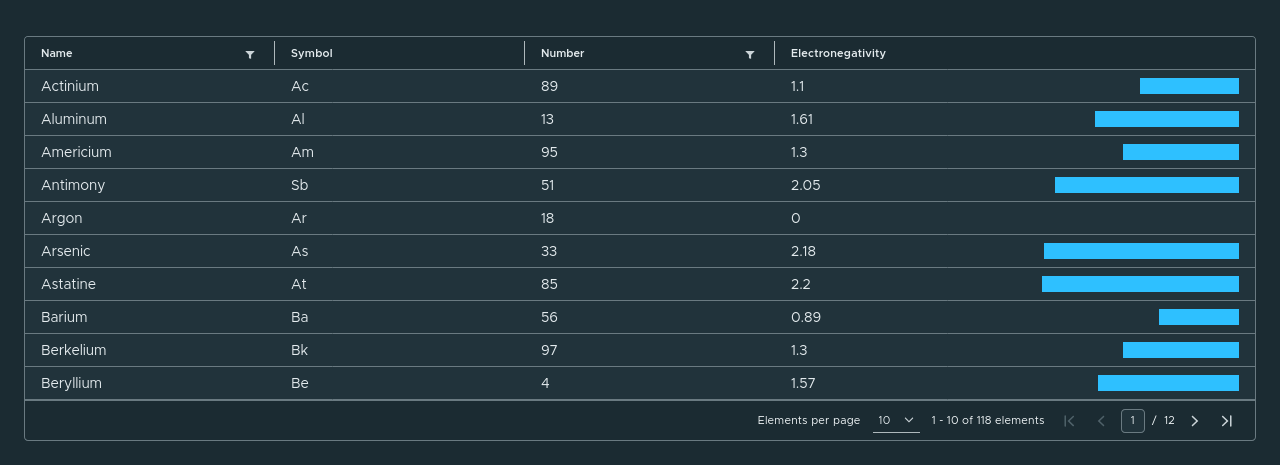 Name Symbol Number Electronegativity
Actinium Ac 89 1.1
Aluminum Al 13 1.61
Americium Am 95 1.3
Antimony Sb 51 2.05
Argon Ar 18 0
Arsenic As 33 2.18
Astatine At 85 2.2
Barium Ba 56 0.89
Berkelium Bk 97 1.3
Beryllium Be 4 1.57
Elements per page 10 1 - 10 of 118 elements 1 / 12